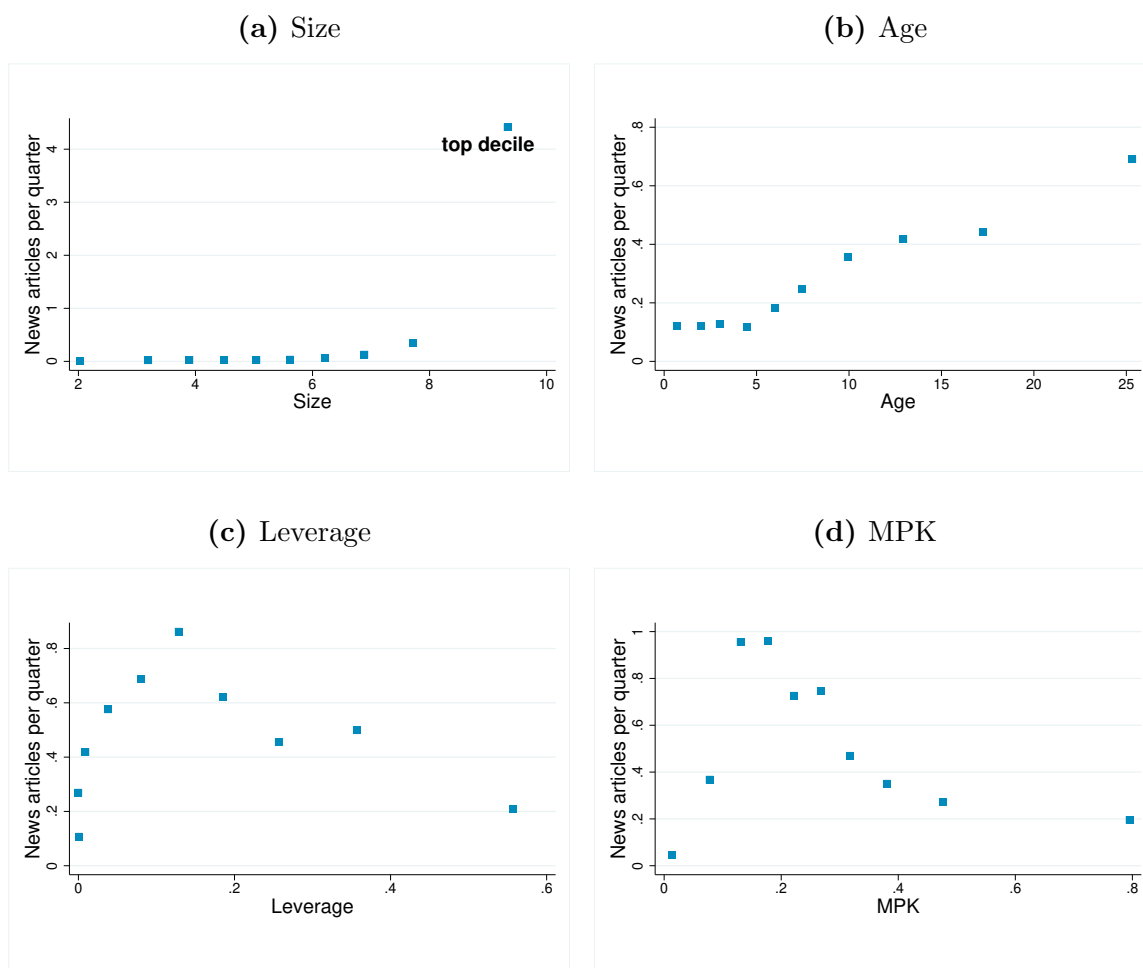 (a) Size
(b) Age
News articles per quarter
4
3
2
1
0
top decile
2 4 6 8 10
Size
News articles per quarter
.8
.6
.4
.2
0
0 5 10 15 20 25
Age
(c) Leverage
(d) MPK
News articles per quarter
.8
.6
.4
.2
0
0 .2 .4 .6
Leverage
News articles per quarter
1
.8
.6
.4
.2
0
0 .2 .4 .6 .8
MPK